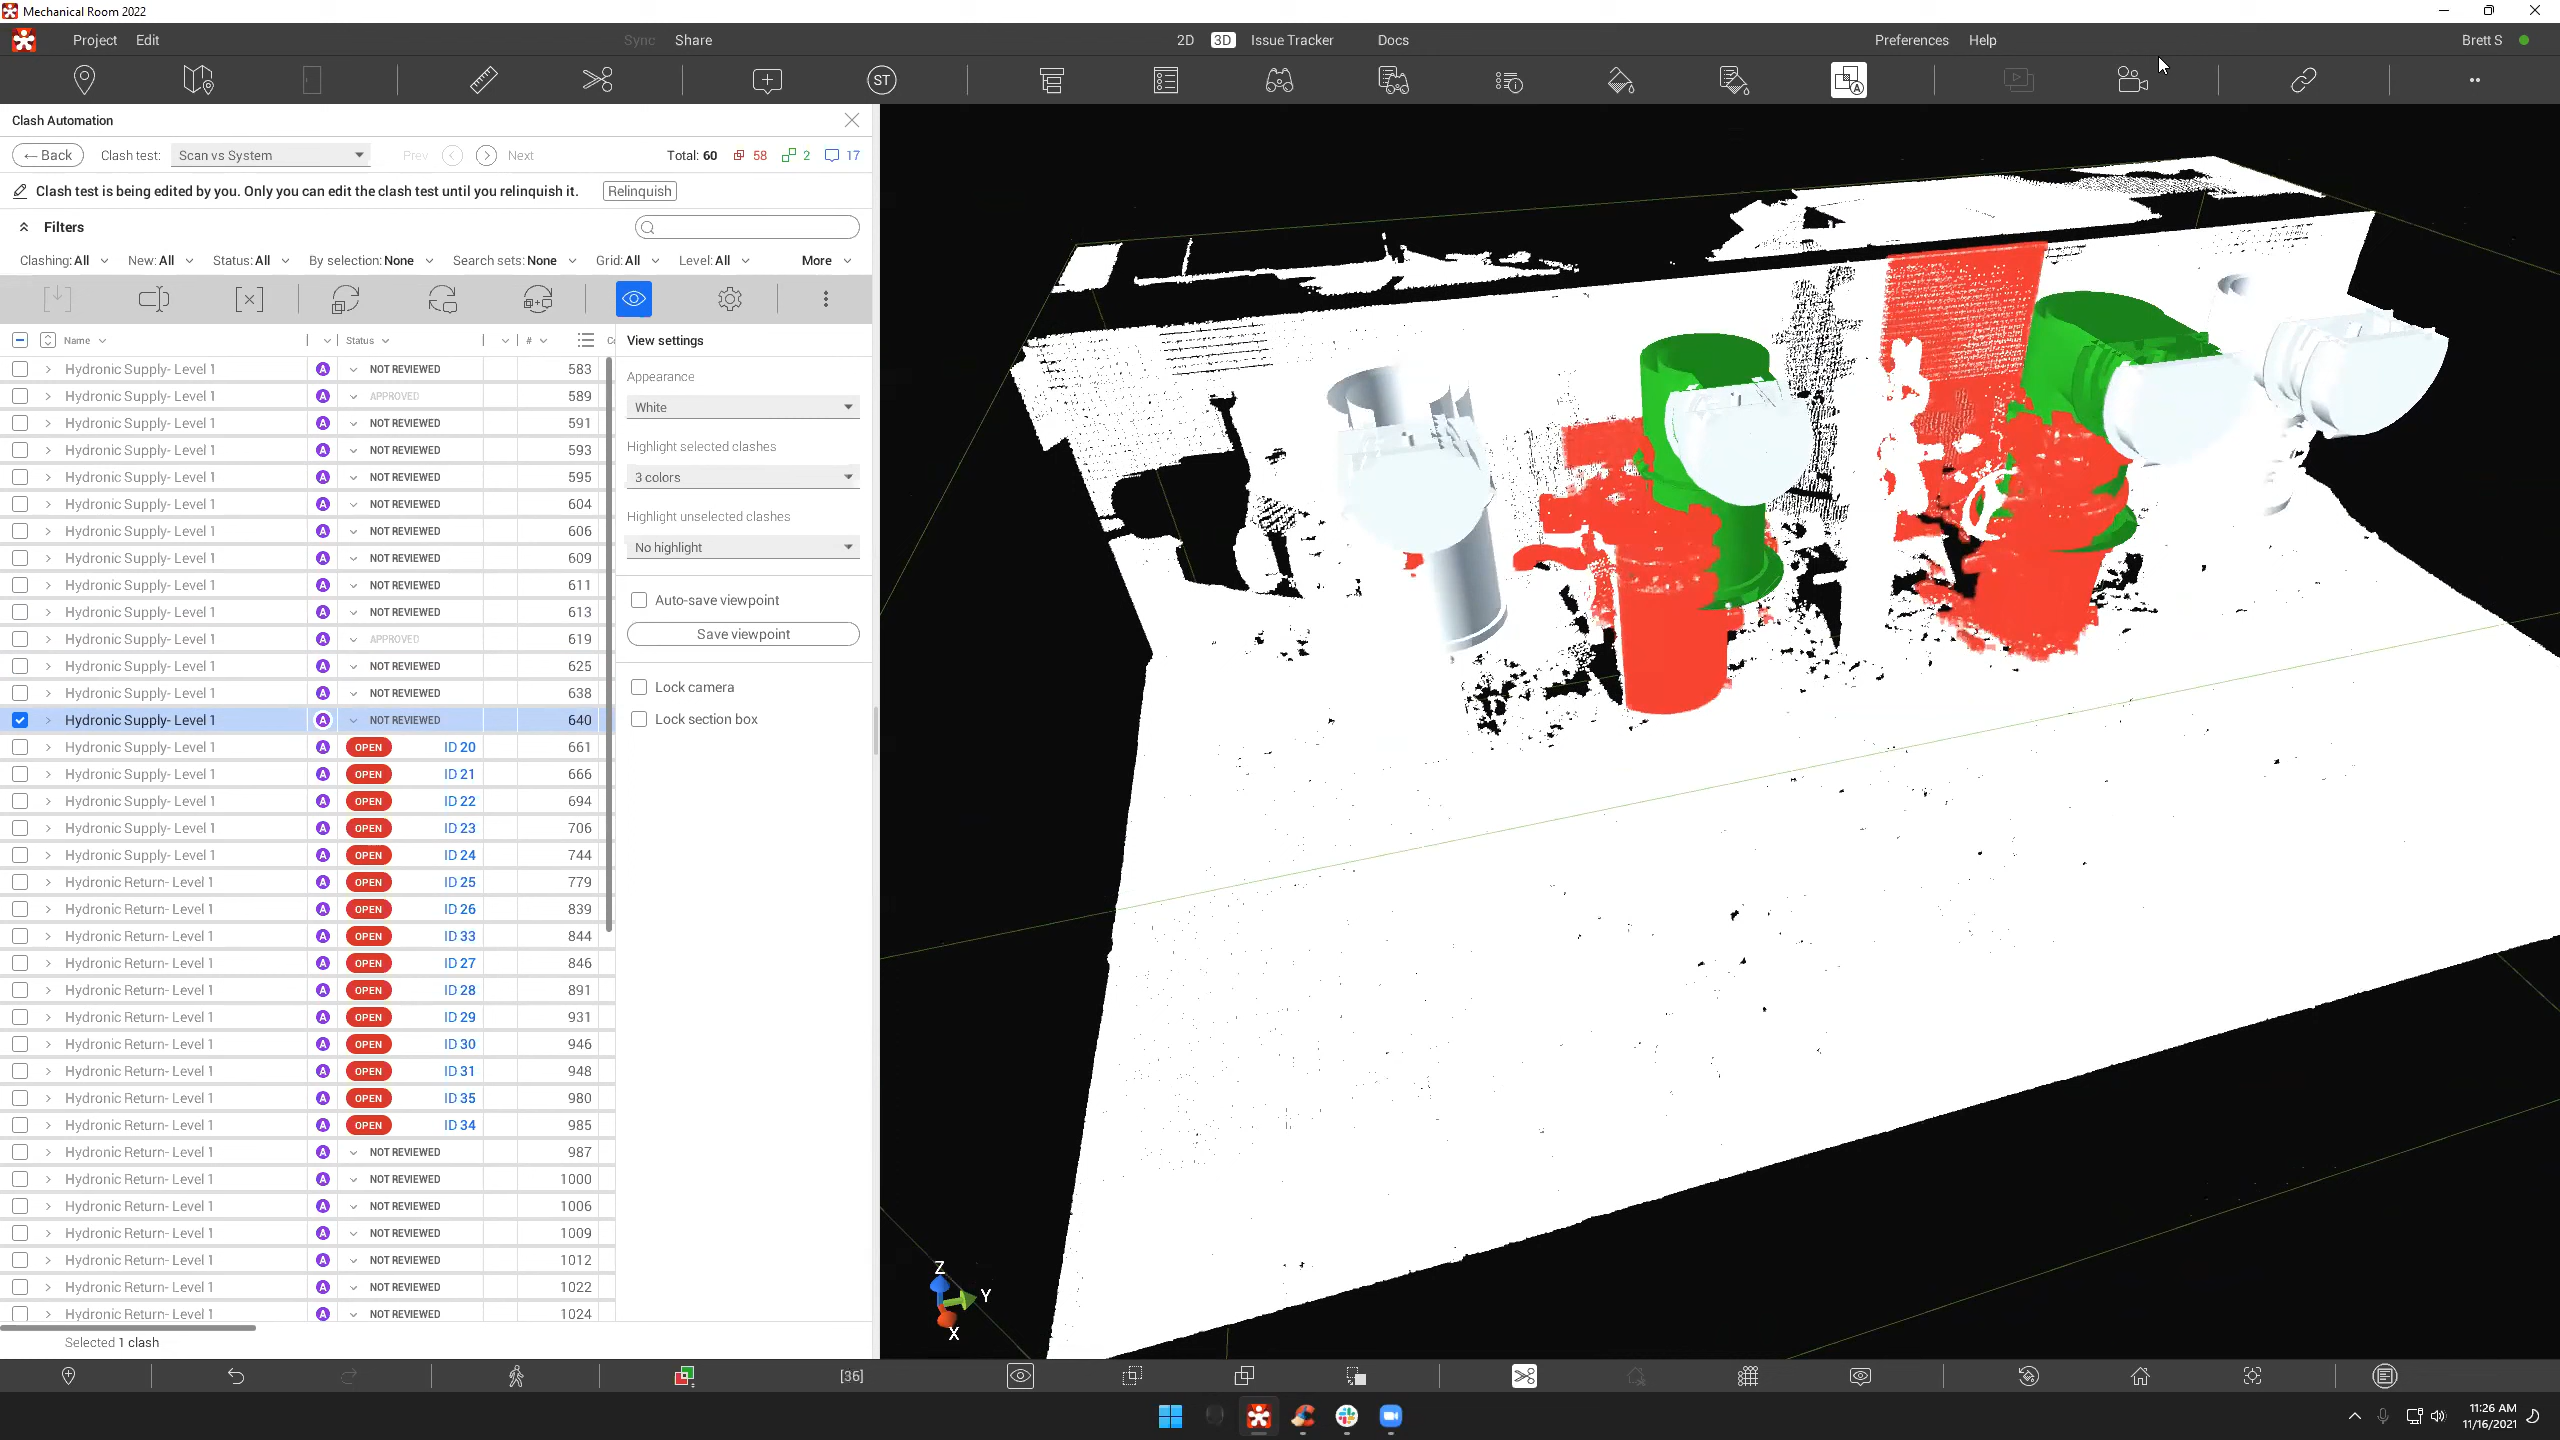 Mechanical Room 2022
Project Edit Sync Share 2D 3D Issue Tracker Docs Preferences Help Brett S
ST
Clash Automation
← Back Clash test: Scan vs System Prev Next Total: 60 58 2 17
Clash test is being edited by you. Only you can edit the clash test until you relinquish it. Relinquish
Filters
Clashing: All New: All Status: All By selection: None Search sets: None Grid: All Level: All More
Name Status #
View settings
Hydronic Supply- Level 1 A NOT REVIEWED 583
Appearance
Hydronic Supply- Level 1 A APPROVED 589
White
Hydronic Supply- Level 1 A NOT REVIEWED 591
Hydronic Supply- Level 1 A NOT REVIEWED 593
Highlight selected clashes
Hydronic Supply- Level 1 A NOT REVIEWED 595
3 colors
Hydronic Supply- Level 1 A NOT REVIEWED 604
Highlight unselected clashes
Hydronic Supply- Level 1 A NOT REVIEWED 606
No highlight
Hydronic Supply- Level 1 A NOT REVIEWED 609
Hydronic Supply- Level 1 A NOT REVIEWED 611
Auto-save viewpoint
Hydronic Supply- Level 1 A NOT REVIEWED 613
Save viewpoint
Hydronic Supply- Level 1 A APPROVED 619
Hydronic Supply- Level 1 A NOT REVIEWED 625
Lock camera
Hydronic Supply- Level 1 A NOT REVIEWED 638
Lock section box
Hydronic Supply- Level 1 A NOT REVIEWED 640
Hydronic Supply- Level 1 A OPEN ID 20 661
Hydronic Supply- Level 1 A OPEN ID 21 666
Hydronic Supply- Level 1 A OPEN ID 22 694
Hydronic Supply- Level 1 A OPEN ID 23 706
Hydronic Supply- Level 1 A OPEN ID 24 744
Hydronic Return- Level 1 A OPEN ID 25 779
Hydronic Return- Level 1 A OPEN ID 26 839
Hydronic Return- Level 1 A OPEN ID 33 844
Hydronic Return- Level 1 A OPEN ID 27 846
Hydronic Return- Level 1 A OPEN ID 28 891
Hydronic Return- Level 1 A OPEN ID 29 931
Hydronic Return- Level 1 A OPEN ID 30 946
Hydronic Return- Level 1 A OPEN ID 31 948
Hydronic Return- Level 1 A OPEN ID 35 980
Hydronic Return- Level 1 A OPEN ID 34 985
Hydronic Return- Level 1 A NOT REVIEWED 987
Hydronic Return- Level 1 A NOT REVIEWED 1000
Hydronic Return- Level 1 A NOT REVIEWED 1006
Hydronic Return- Level 1 A NOT REVIEWED 1009
Hydronic Return- Level 1 A NOT REVIEWED 1012
Hydronic Return- Level 1 A NOT REVIEWED 1022
Hydronic Return- Level 1 A NOT REVIEWED 1024
Selected 1 clash
Z
Y
X
[36]
11:26 AM
11/16/2021